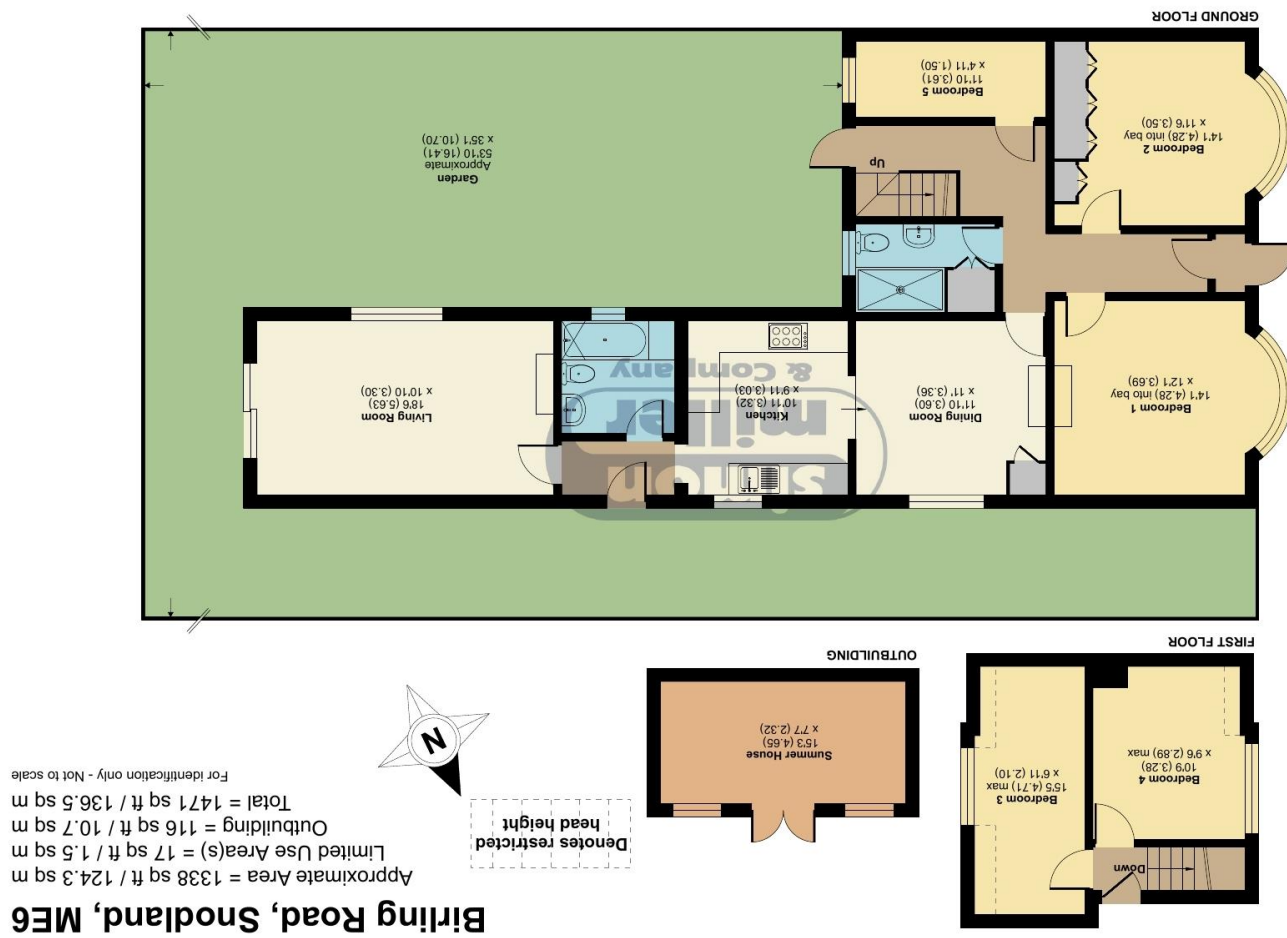 Birling Road, Snodland, ME6
Approximate Area = 1338 sq ft / 124.3 sq m
Limited Use Area(s) = 17 sq ft / 1.5 sq m
Outbuilding = 116 sq ft / 10.7 sq m
Total = 1471 sq ft / 136.5 sq m
For identification only - Not to scale
Denotes restricted
head height
N
Down
Bedroom 4
10'9 (3.28)
x 9'6 (2.89) max
Bedroom 3
15'5 (4.71) max
x 6'11 (2.10)
FIRST FLOOR
Summer House
15'3 (4.65)
x 7'7 (2.32)
OUTBUILDING
Bedroom 1
14'1 (4.28) into bay
x 12'1 (3.69)
Dining Room
11'10 (3.60)
x 11' (3.36)
Kitchen
10'11 (3.32)
x 9'11 (3.03)
Living Room
18'6 (5.63)
x 10'10 (3.30)
simon
miller
& Company
Up
Bedroom 2
14'1 (4.28) into bay
x 11'6 (3.50)
Bedroom 5
11'10 (3.61)
x 4'11 (1.50)
Garden
Approximate
53'10 (16.41)
x 35'1 (10.70)
GROUND FLOOR